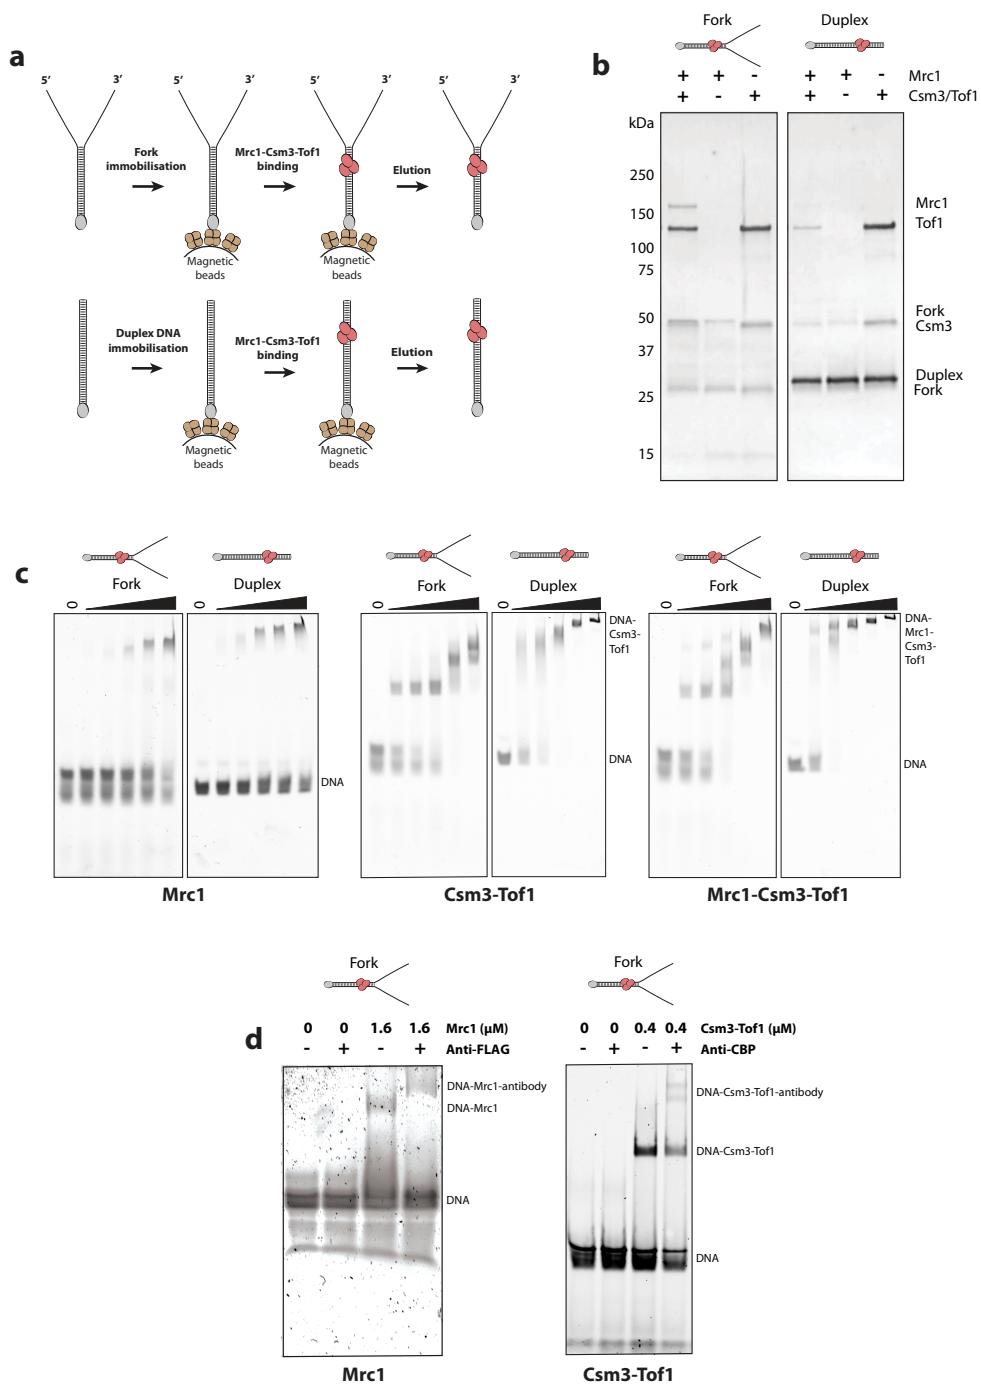 a
5′ 3′ 5′ 3′ 5′ 3′ 5′ 3′
Fork
immobilisation
Mrc1-Csm3-Tof1
binding
Elution
Magnetic
beads
Magnetic
beads
Duplex DNA
immobilisation
Mrc1-Csm3-Tof1
binding
Elution
Magnetic
beads
Magnetic
beads
b
Fork Duplex
+ + - + + - Mrc1
+ - + + - + Csm3/Tof1
kDa
250
150
100
75
50
37
25
15
Mrc1
Tof1
Fork
Csm3
Duplex
Fork
c
Fork Duplex
0 0
DNA
Mrc1
Fork Duplex
0 0
DNA-
Csm3-
Tof1
DNA
Csm3-Tof1
Fork Duplex
0 0
DNA-
Mrc1-
Csm3-
Tof1
DNA
Mrc1-Csm3-Tof1
d
Fork
0 0 1.6 1.6 Mrc1 (μM)
- + - + Anti-FLAG
DNA-Mrc1-antibody
DNA-Mrc1
DNA
Mrc1
Fork
0 0 0.4 0.4 Csm3-Tof1 (μM)
- + - + Anti-CBP
DNA-Csm3-Tof1-antibody
DNA-Csm3-Tof1
DNA
Csm3-Tof1